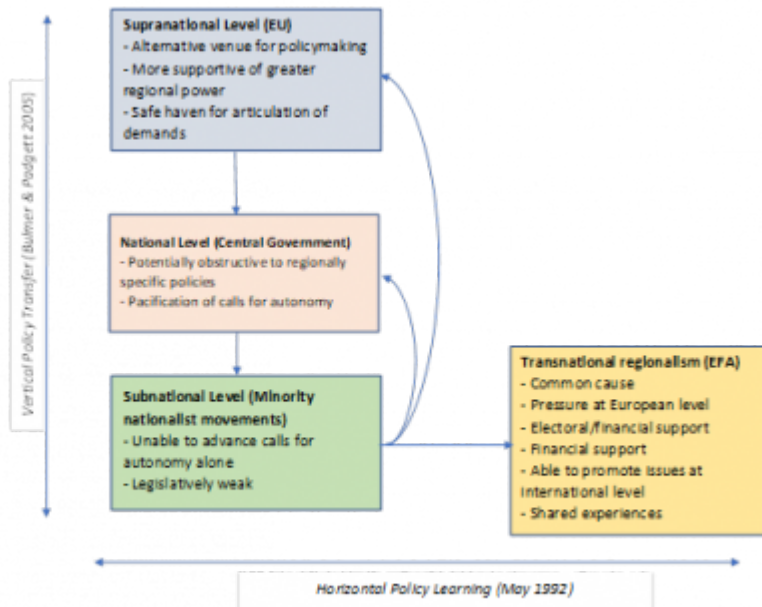 Supranational Level (EU)
- Alternative venue for policymaking
- More supportive of greater
regional power
- Safe haven for articulation of
demands
Vertical Policy Transfer (Bulmer & Padgett 2005)
National Level (Central Government)
- Potentially obstructive to regionally
specific policies
- Pacification of calls for autonomy
Subnational Level (Minority
nationalist movements)
- Unable to advance calls for
autonomy alone
- Legislatively weak
Transnational regionalism (EFA)
- Common cause
- Pressure at European level
- Electoral/financial support
- Financial support
- Able to promote issues at
International level
- Shared experiences
Horizontal Policy Learning (May 1992)